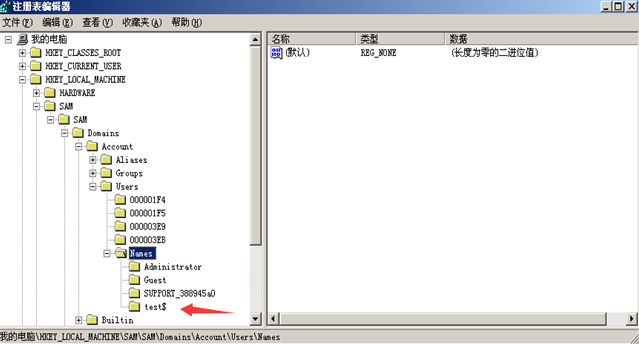 注册表编辑器
文件(F) 编辑(E) 查看(V) 收藏夹(A) 帮助(H)
我的电脑
HKEY_CLASSES_ROOT
HKEY_CURRENT_USER
HKEY_LOCAL_MACHINE
HARDWARE
SAM
SAM
Domains
Account
Aliases
Groups
Users
000001F4
000001F5
000003E9
000003EB
Names
Administrator
Guest
SUPPORT_388945a0
test$
Builtin
名称 类型 数据
(默认) REG_NONE (长度为零的二进位值)
我的电脑\HKEY_LOCAL_MACHINE\SAM\SAM\Domains\Account\Users\Names